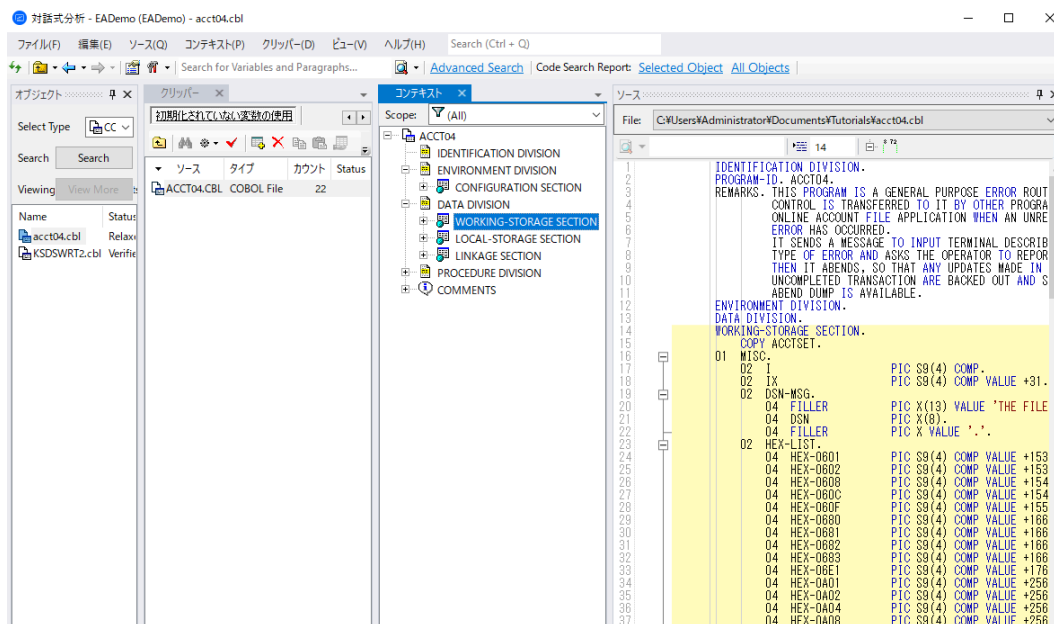 対話式分析 - EADemo (EADemo) - acct04.cbl
ファイル(F) 編集(E) ソース(Q) コンテキスト(P) クリッパー(D) ビュー(V) ヘルプ(H) Search (Ctrl + Q)
Search for Variables and Paragraphs... Advanced Search Code Search Report: Selected Object All Objects
オブジェクト
Select Type CC
Search Search
Viewing View More
Name Status
acct04.cbl Relax
KSDSWRT2.cbl Verifie
クリッパー
初期化されていない変数の使用
ソース タイプ カウント Status
ACCT04.CBL COBOL File 22
コンテキスト
Scope: (All)
ACCT04
IDENTIFICATION DIVISION
ENVIRONMENT DIVISION
CONFIGURATION SECTION
DATA DIVISION
WORKING-STORAGE SECTION
LOCAL-STORAGE SECTION
LINKAGE SECTION
PROCEDURE DIVISION
COMMENTS
ソース
File: C:¥Users¥Administrator¥Documents¥Tutorials¥acct04.cbl
14
1 IDENTIFICATION DIVISION.
2 PROGRAM-ID. ACCT04.
3 REMARKS. THIS PROGRAM IS A GENERAL PURPOSE ERROR ROUT
4 CONTROL IS TRANSFERRED TO IT BY OTHER PROGRA
5 ONLINE ACCOUNT FILE APPLICATION WHEN AN UNRE
6 ERROR HAS OCCURRED.
7 IT SENDS A MESSAGE TO INPUT TERMINAL DESCRIB
8 TYPE OF ERROR AND ASKS THE OPERATOR TO REPOR
9 THEN IT ABENDS, SO THAT ANY UPDATES MADE IN
10 UNCOMPLETED TRANSACTION ARE BACKED OUT AND S
11 ABEND DUMP IS AVAILABLE.
12 ENVIRONMENT DIVISION.
13 DATA DIVISION.
14 WORKING-STORAGE SECTION.
15 COPY ACCTSET.
16 01 MISC.
17 02 I PIC S9(4) COMP.
18 02 IX PIC S9(4) COMP VALUE +31.
19 02 DSN-MSG.
20 04 FILLER PIC X(13) VALUE 'THE FILE
21 04 DSN PIC X(8).
22 04 FILLER PIC X VALUE '.'.
23 02 HEX-LIST.
24 04 HEX-0601 PIC S9(4) COMP VALUE +153
25 04 HEX-0602 PIC S9(4) COMP VALUE +153
26 04 HEX-0608 PIC S9(4) COMP VALUE +154
27 04 HEX-060C PIC S9(4) COMP VALUE +154
28 04 HEX-060F PIC S9(4) COMP VALUE +155
29 04 HEX-0680 PIC S9(4) COMP VALUE +166
30 04 HEX-0681 PIC S9(4) COMP VALUE +166
31 04 HEX-0682 PIC S9(4) COMP VALUE +166
32 04 HEX-0683 PIC S9(4) COMP VALUE +166
33 04 HEX-06E1 PIC S9(4) COMP VALUE +176
34 04 HEX-0A01 PIC S9(4) COMP VALUE +256
35 04 HEX-0A02 PIC S9(4) COMP VALUE +256
36 04 HEX-0A04 PIC S9(4) COMP VALUE +256
37 04 HEX-0A08 PIC S9(4) COMP VALUE +256